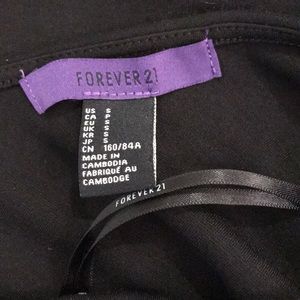 FOREVER 21
US S
CA P
EU S
UK S
KR S
JP S
CN 160/84A
MADE IN
CAMBODIA
FABRIQUÉ AU
CAMBODGE
FOREVER 21